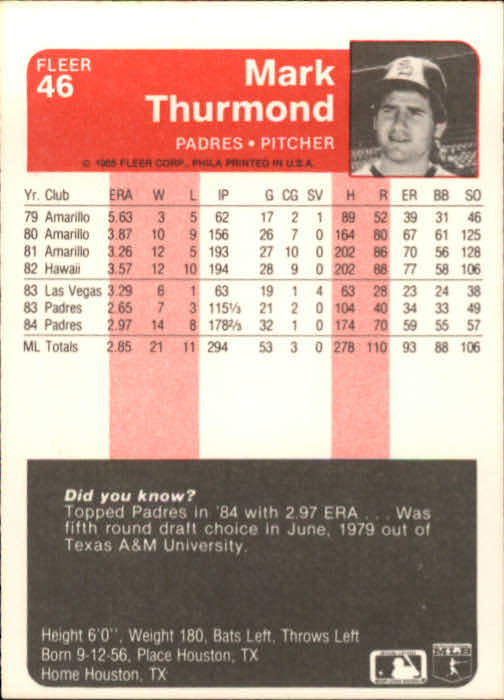 FLEER
46
Mark
Thurmond
PADRES • PITCHER
© 1985 FLEER CORP., PHILA PRINTED IN U.S.A.
Yr. Club ERA W L IP G CG SV H R ER BB SO
79 Amarillo 5.63 3 5 62 17 2 1 89 52 39 31 46
80 Amarillo 3.87 10 9 156 26 7 0 164 80 67 61 125
81 Amarillo 3.26 12 5 193 27 10 0 202 86 70 56 128
82 Hawaii 3.57 12 10 194 28 9 0 202 88 77 58 106
83 Las Vegas 3.29 6 1 63 19 1 4 63 28 23 24 38
83 Padres 2.65 7 3 115⅓ 21 2 0 104 40 34 33 49
84 Padres 2.97 14 8 178⅔ 32 1 0 174 70 59 55 57
ML Totals 2.85 21 11 294 53 3 0 278 110 93 88 106
Did you know?
Topped Padres in '84 with 2.97 ERA . . . Was
fifth round draft choice in June, 1979 out of
Texas A&M University.
Height 6'0'', Weight 180, Bats Left, Throws Left
Born 9-12-56, Place Houston, TX
Home Houston, TX
MLB